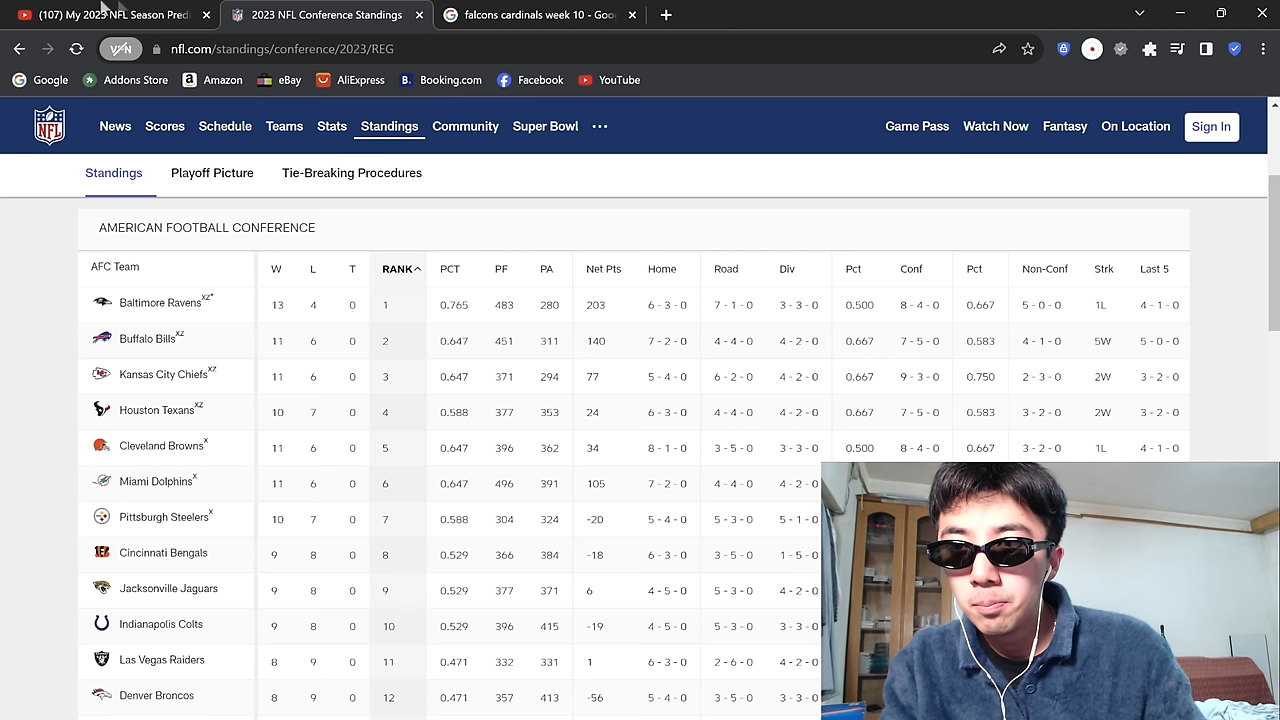 (107) My 2023 NFL Season Predi
2023 NFL Conference Standings
falcons cardinals week 10 - Goo
VPN
nfl.com/standings/conference/2023/REG
Google Addons Store Amazon eBay AliExpress Booking.com Facebook YouTube
NFL News Scores Schedule Teams Stats Standings Community Super Bowl ••• Game Pass Watch Now Fantasy On Location Sign In
Standings Playoff Picture Tie-Breaking Procedures
AMERICAN FOOTBALL CONFERENCE
AFC Team W L T RANK PCT PF PA Net Pts Home Road Div Pct Conf Pct Non-Conf Strk Last 5
Baltimore Ravens xz* 13 4 0 1 0.765 483 280 203 6 - 3 - 0 7 - 1 - 0 3 - 3 - 0 0.500 8 - 4 - 0 0.667 5 - 0 - 0 1L 4 - 1 - 0
Buffalo Bills xz 11 6 0 2 0.647 451 311 140 7 - 2 - 0 4 - 4 - 0 4 - 2 - 0 0.667 7 - 5 - 0 0.583 4 - 1 - 0 5W 5 - 0 - 0
Kansas City Chiefs xz 11 6 0 3 0.647 371 294 77 5 - 4 - 0 6 - 2 - 0 4 - 2 - 0 0.667 9 - 3 - 0 0.750 2 - 3 - 0 2W 3 - 2 - 0
Houston Texans xz 10 7 0 4 0.588 377 353 24 6 - 3 - 0 4 - 4 - 0 4 - 2 - 0 0.667 7 - 5 - 0 0.583 3 - 2 - 0 2W 3 - 2 - 0
Cleveland Browns x 11 6 0 5 0.647 396 362 34 8 - 1 - 0 3 - 5 - 0 3 - 3 - 0 0.500 8 - 4 - 0 0.667 3 - 2 - 0 1L 4 - 1 - 0
Miami Dolphins x 11 6 0 6 0.647 496 391 105 7 - 2 - 0 4 - 4 - 0 4 - 2 - 0
Pittsburgh Steelers x 10 7 0 7 0.588 304 324 -20 5 - 4 - 0 5 - 3 - 0 5 - 1 - 0
Cincinnati Bengals 9 8 0 8 0.529 366 384 -18 6 - 3 - 0 3 - 5 - 0 1 - 5 - 0
Jacksonville Jaguars 9 8 0 9 0.529 377 371 6 4 - 5 - 0 5 - 3 - 0 4 - 2 - 0
Indianapolis Colts 9 8 0 10 0.529 396 415 -19 4 - 5 - 0 5 - 3 - 0 3 - 3 - 0
Las Vegas Raiders 8 9 0 11 0.471 332 331 1 6 - 3 - 0 2 - 6 - 0 4 - 2 - 0
Denver Broncos 8 9 0 12 0.471 357 413 -56 5 - 4 - 0 3 - 5 - 0 3 - 3 - 0